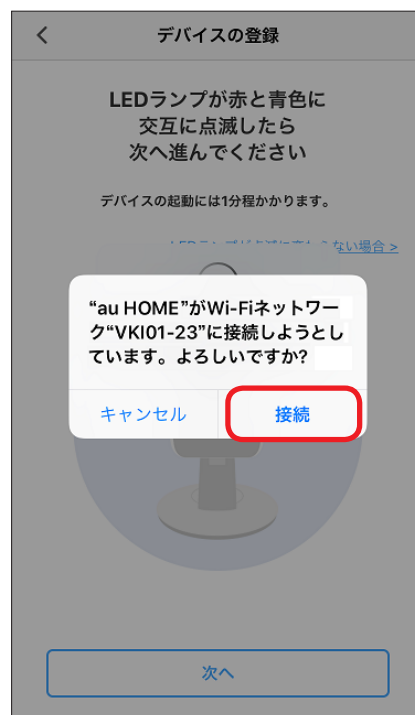 デバイスの登録
LEDランプが赤と青色に
交互に点滅したら
次へ進んでください
デバイスの起動には1分程かかります。
ない場合 >
“au HOME”がWi-Fiネットワー
ク“VKI01-23”に接続しようとし
ています。よろしいですか?
キャンセル
接続
次へ